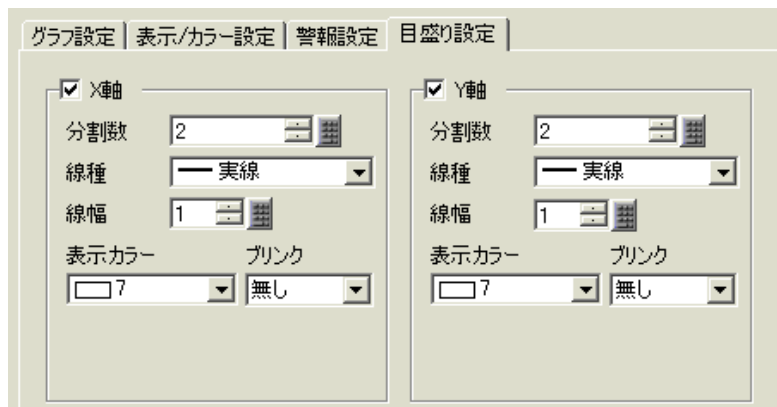 グラフ設定 表示/カラー設定 警報設定 目盛り設定
X軸
分割数 2
線種 実線
線幅 1
表示カラー ブリンク
7 無し
Y軸
分割数 2
線種 実線
線幅 1
表示カラー ブリンク
7 無し